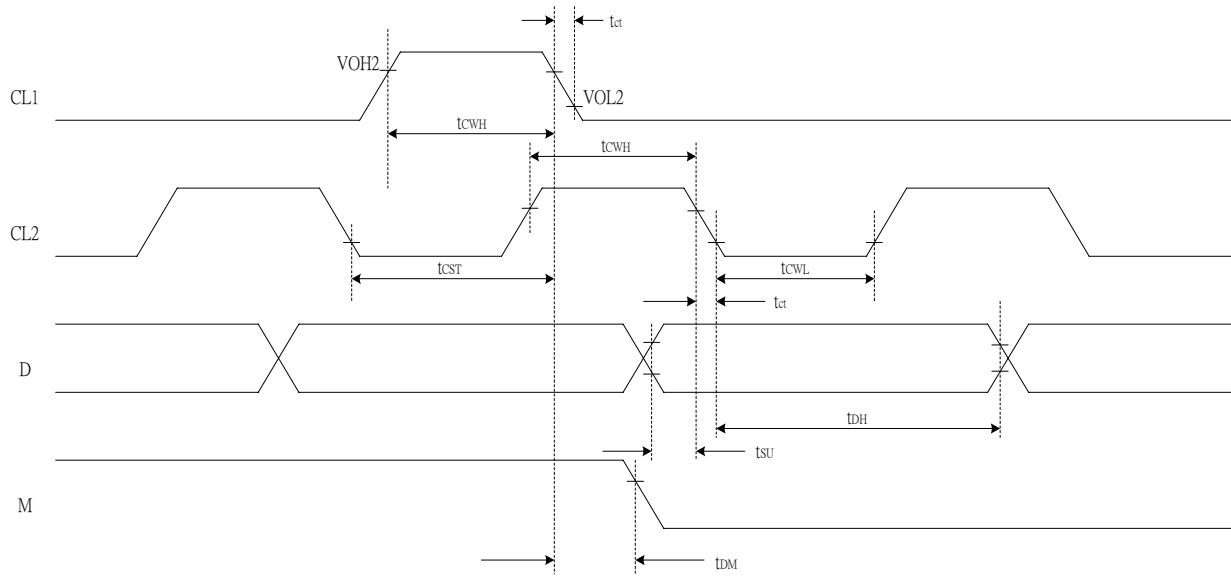 tct
VOH2
CL1
VOL2
tCWH
tCWH
CL2
tCST
tCWL
tct
D
tDH
tSU
M
tDM